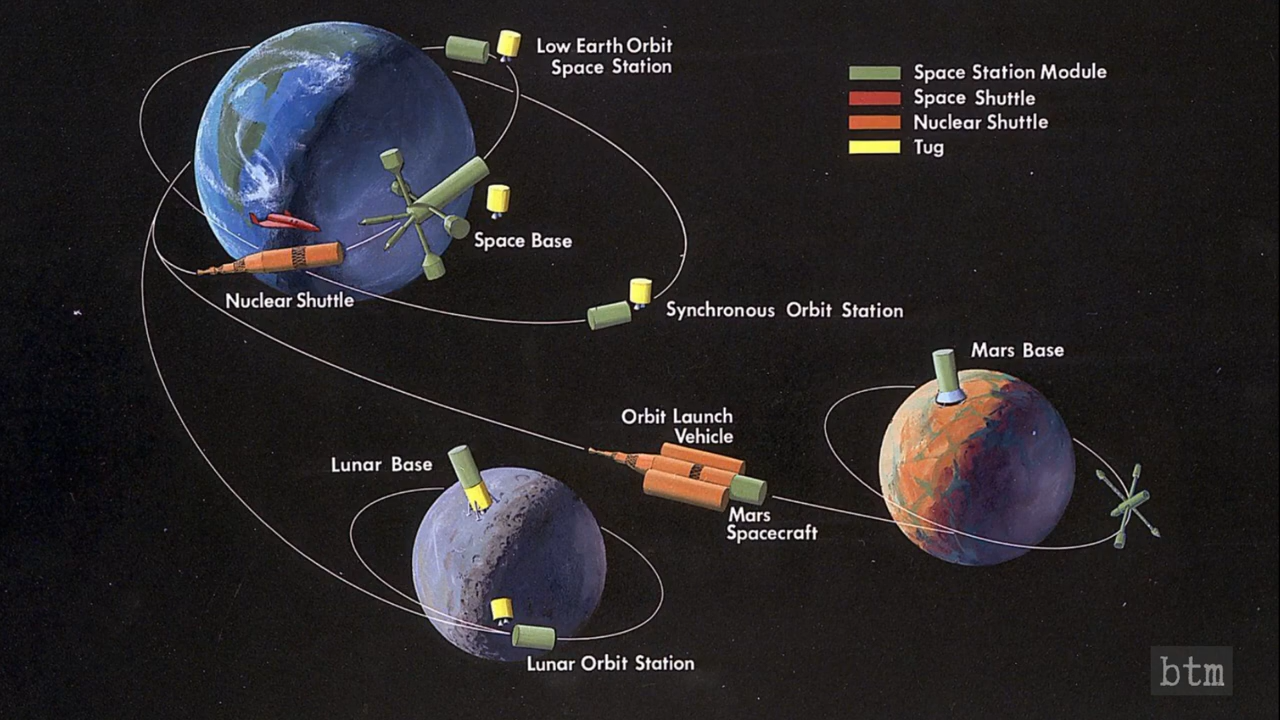 Low Earth Orbit
Space Station
Space Station Module
Space Shuttle
Nuclear Shuttle
Tug
Space Base
Nuclear Shuttle
Synchronous Orbit Station
Mars Base
Orbit Launch
Vehicle
Lunar Base
Mars
Spacecraft
Lunar Orbit Station
btm